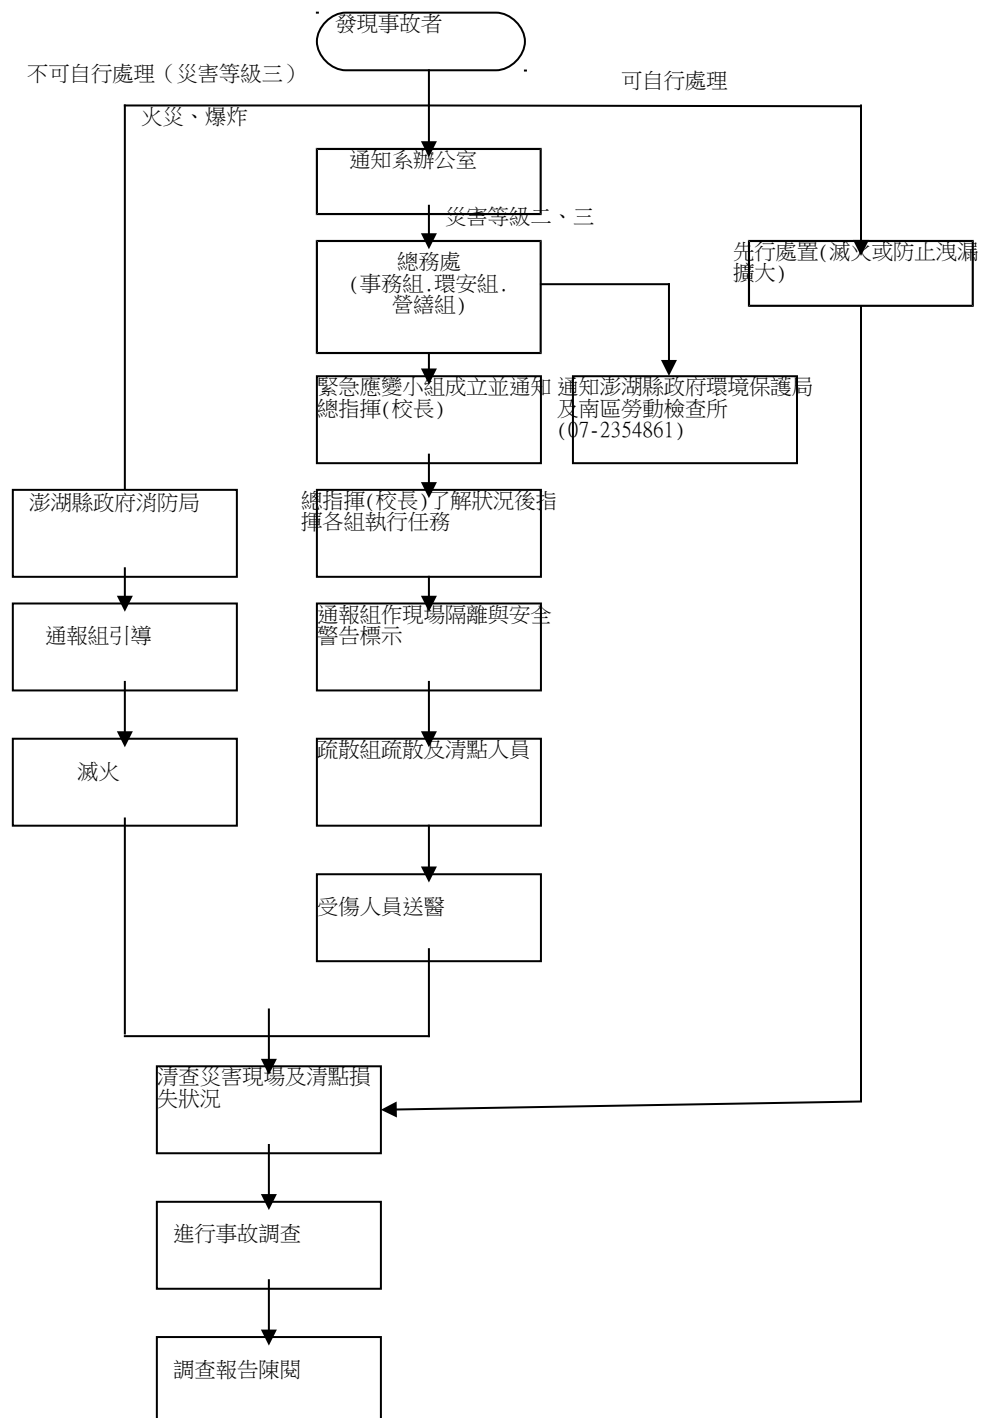 發現事故者
不可自行處理（災害等級三）
可自行處理
火災、爆炸
通知系辦公室
災害等級二、三
總務處
(事務組.環安組.
營繕組)
先行處置(滅火或防止洩漏
擴大)
緊急應變小組成立並通知
總指揮(校長)
通知澎湖縣政府環境保護局
及南區勞動檢查所
(07-2354861)
澎湖縣政府消防局
總指揮(校長)了解狀況後指
揮各組執行任務
通報組引導
通報組作現場隔離與安全
警告標示
滅火
疏散組疏散及清點人員
受傷人員送醫
清查災害現場及清點損
失狀況
進行事故調查
調查報告陳閱